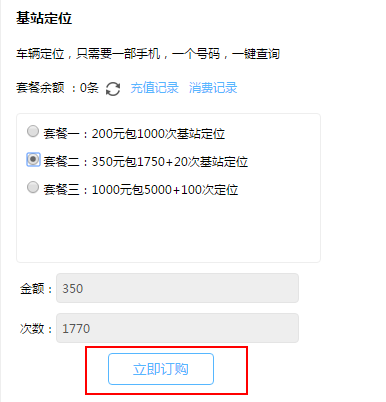 基站定位
车辆定位，只需要一部手机，一个号码，一键查询
套餐余额 ：0条 充值记录 消费记录
套餐一：200元包1000次基站定位
套餐二：350元包1750+20次基站定位
套餐三：1000元包5000+100次定位
金额：350
次数：1770
立即订购